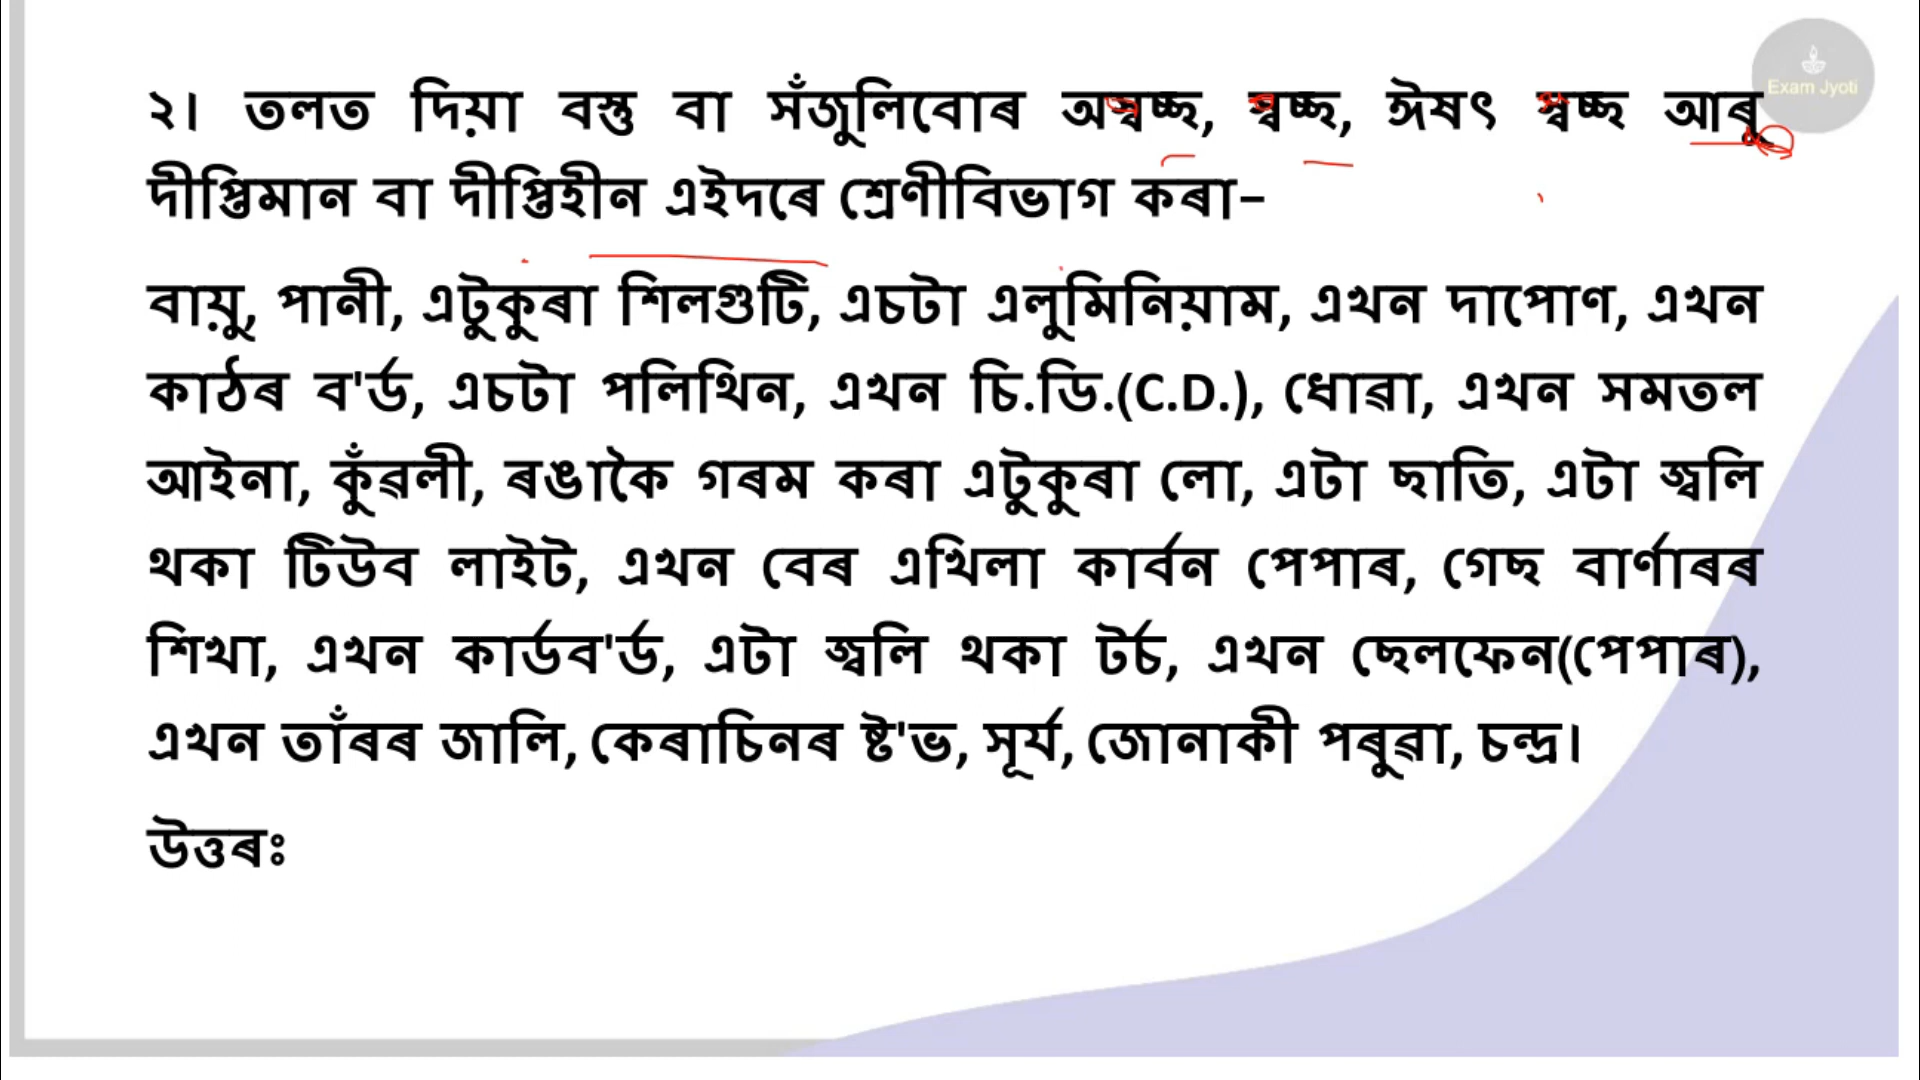 Exam Jyoti
২। তলত দিয়া বস্তু বা সঁজুলিবোৰ অস্বচ্ছ, স্বচ্ছ, ঈষৎ স্বচ্ছ আৰু
দীপ্তিমান বা দীপ্তিহীন এইদৰে শ্ৰেণীবিভাগ কৰা–
বায়ু, পানী, এটুকুৰা শিলগুটি, এচটা এলুমিনিয়াম, এখন দাপোণ, এখন
কাঠৰ ব'ৰ্ড, এচটা পলিথিন, এখন চি.ডি.(C.D.), ধোৱা, এখন সমতল
আইনা, কুঁৱলী, ৰঙাকৈ গৰম কৰা এটুকুৰা লো, এটা ছাতি, এটা জ্বলি
থকা টিউব লাইট, এখন বেৰ এখিলা কাৰ্বন পেপাৰ, গেছ বাৰ্ণাৰৰ
শিখা, এখন কাৰ্ডব'ৰ্ড, এটা জ্বলি থকা টৰ্চ, এখন ছেলফেন(পেপাৰ),
এখন তাঁৰৰ জালি, কেৰাচিনৰ ষ্ট'ভ, সূৰ্য, জোনাকী পৰুৱা, চন্দ্ৰ।
উত্তৰঃ